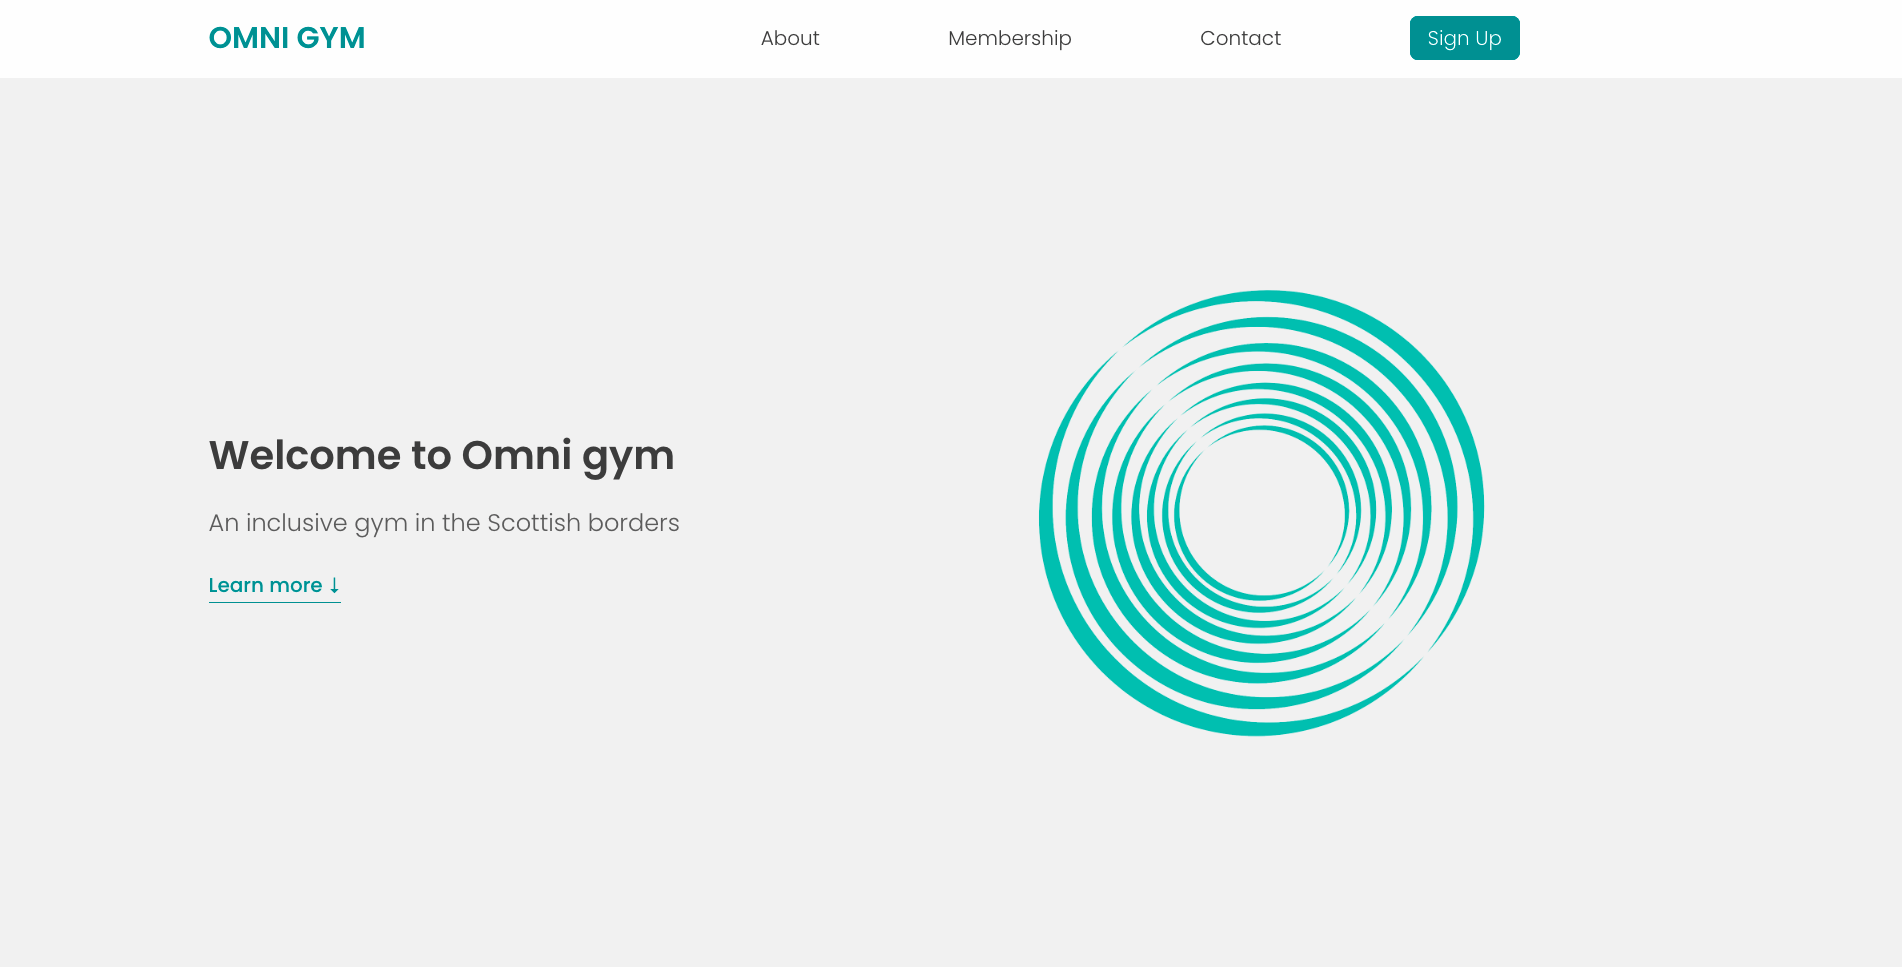 OMNI GYM About Membership Contact Sign Up
Welcome to Omni gym
An inclusive gym in the Scottish borders
Learn more ↓